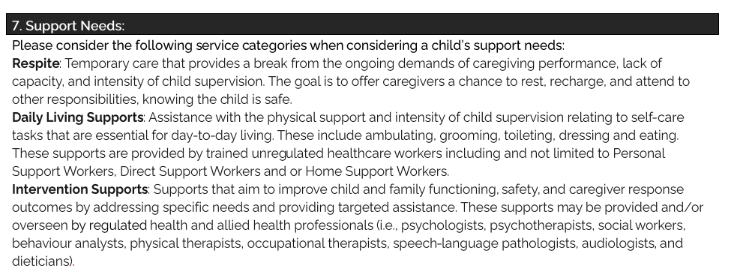 7. Support Needs:
Please consider the following service categories when considering a child's support needs:
Respite: Temporary care that provides a break from the ongoing demands of caregiving performance, lack of
capacity, and intensity of child supervision. The goal is to offer caregivers a chance to rest, recharge, and attend to
other responsibilities, knowing the child is safe.
Daily Living Supports: Assistance with the physical support and intensity of child supervision relating to self-care
tasks that are essential for day-to-day living. These include ambulating, grooming, toileting, dressing and eating.
These supports are provided by trained unregulated healthcare workers including and not limited to Personal
Support Workers, Direct Support Workers and or Home Support Workers.
Intervention Supports: Supports that aim to improve child and family functioning, safety, and caregiver response
outcomes by addressing specific needs and providing targeted assistance. These supports may be provided and/or
overseen by regulated health and allied health professionals (i.e., psychologists, psychotherapists, social workers,
behaviour analysts, physical therapists, occupational therapists, speech-language pathologists, audiologists, and
dieticians).